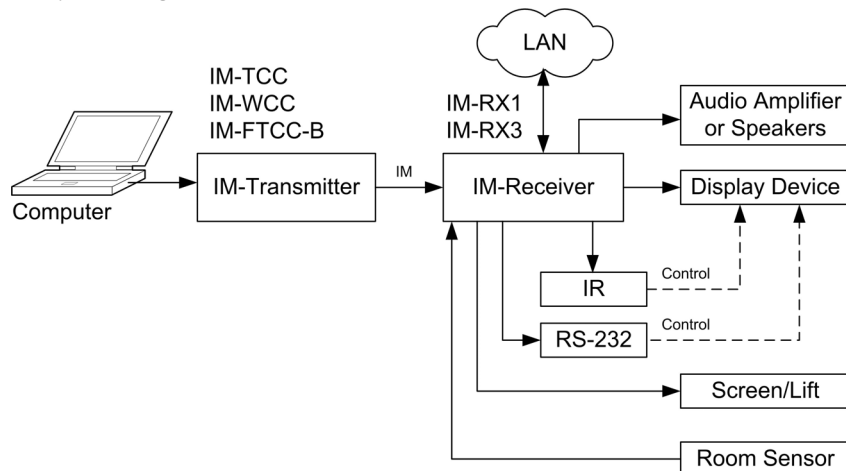 LAN
IM-TCC
IM-WCC
IM-FTCC-B
IM-RX1
IM-RX3
Audio Amplifier
or Speakers
IM-Transmitter
IM
IM-Receiver
Display Device
Computer
IR
Control
RS-232
Control
Screen/Lift
Room Sensor